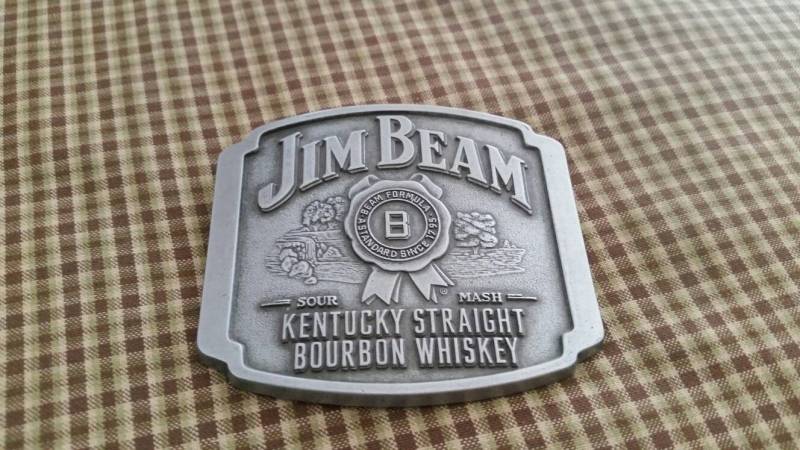 JIM BEAM
BEAM FORMULA
B
A STANDARD SINCE 1795
®
SOUR MASH
KENTUCKY STRAIGHT
BOURBON WHISKEY